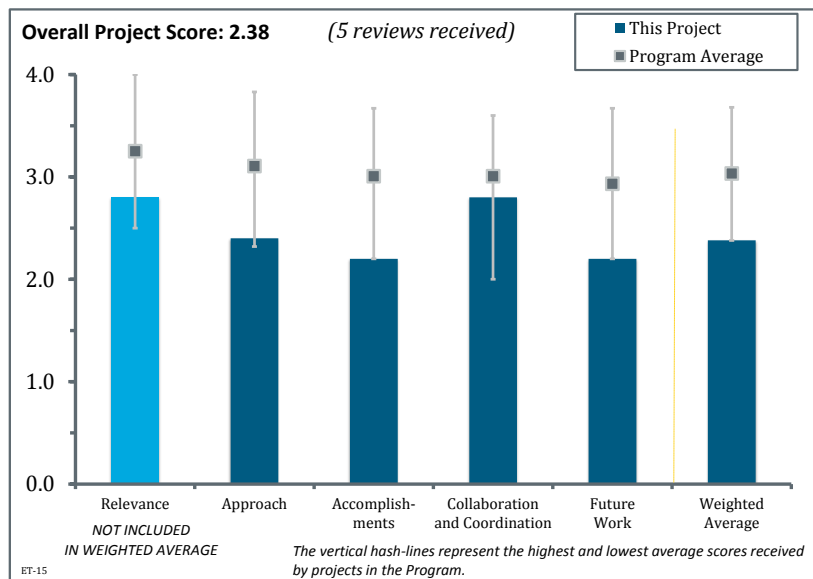 Overall Project Score: 2.38
(5 reviews received)
This Project
Program Average
4.0
3.0
2.0
1.0
0.0
Relevance
Approach
Accomplish-
ments
Collaboration
and Coordination
Future
Work
Weighted
Average
NOT INCLUDED
IN WEIGHTED AVERAGE
The vertical hash-lines represent the highest and lowest average scores received
by projects in the Program.
ET-15